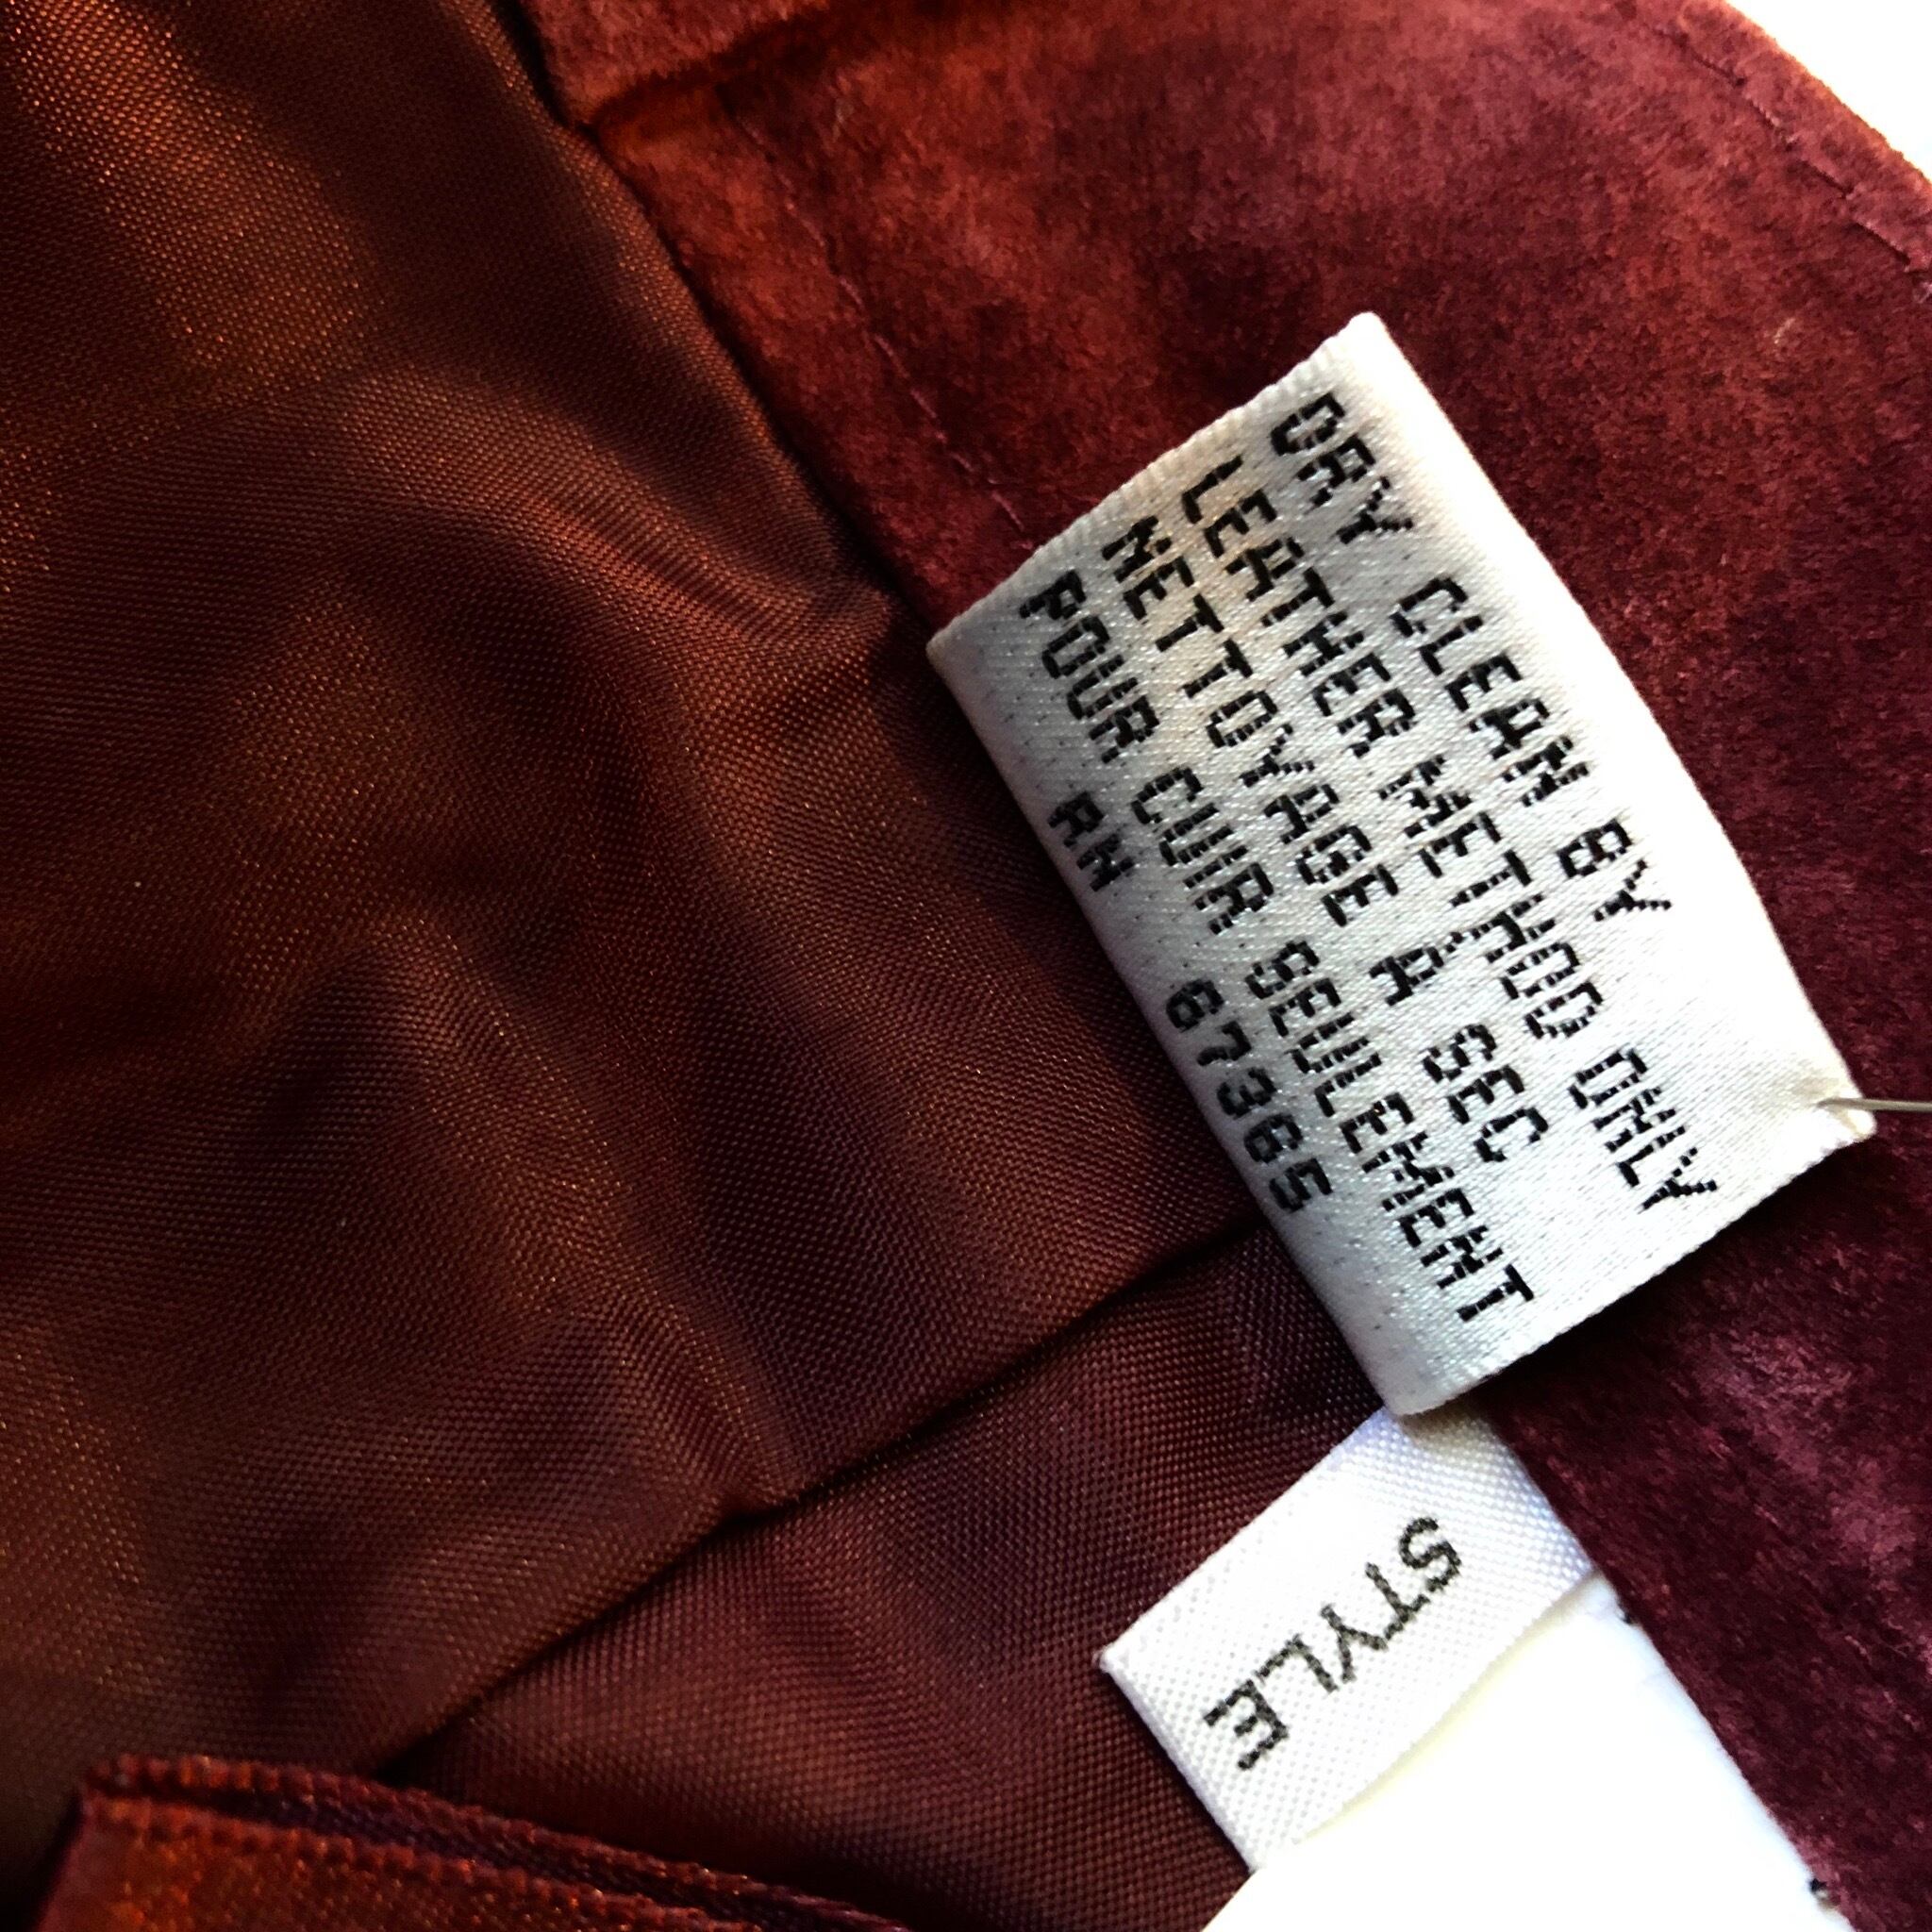 DRY CLEAN BY
LEATHER METHOD ONLY
NETTOYAGE A SEC
POUR CUIR SEULEMENT
RN 67365
STYLE